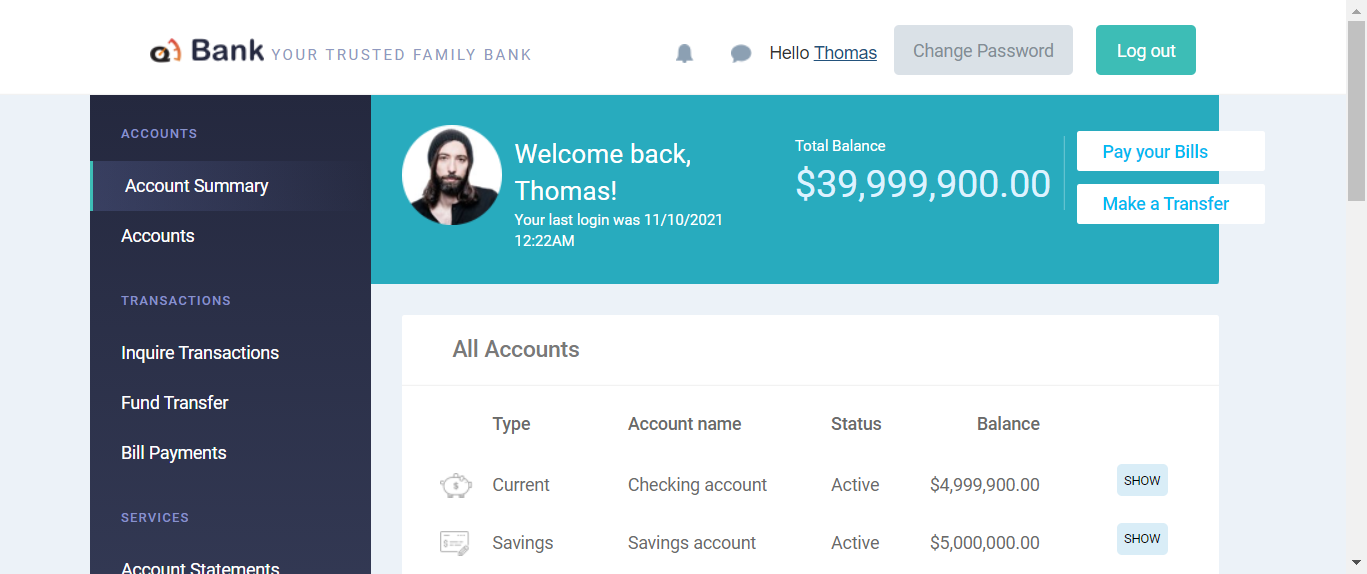 Bank YOUR TRUSTED FAMILY BANK
Hello Thomas
Change Password
Log out
ACCOUNTS
Account Summary
Accounts
TRANSACTIONS
Inquire Transactions
Fund Transfer
Bill Payments
SERVICES
Account Statements
Welcome back,
Thomas!
Your last login was 11/10/2021
12:22AM
Total Balance
$39,999,900.00
Pay your Bills
Make a Transfer
All Accounts
Type Account name Status Balance
Current Checking account Active $4,999,900.00 SHOW
Savings Savings account Active $5,000,000.00 SHOW